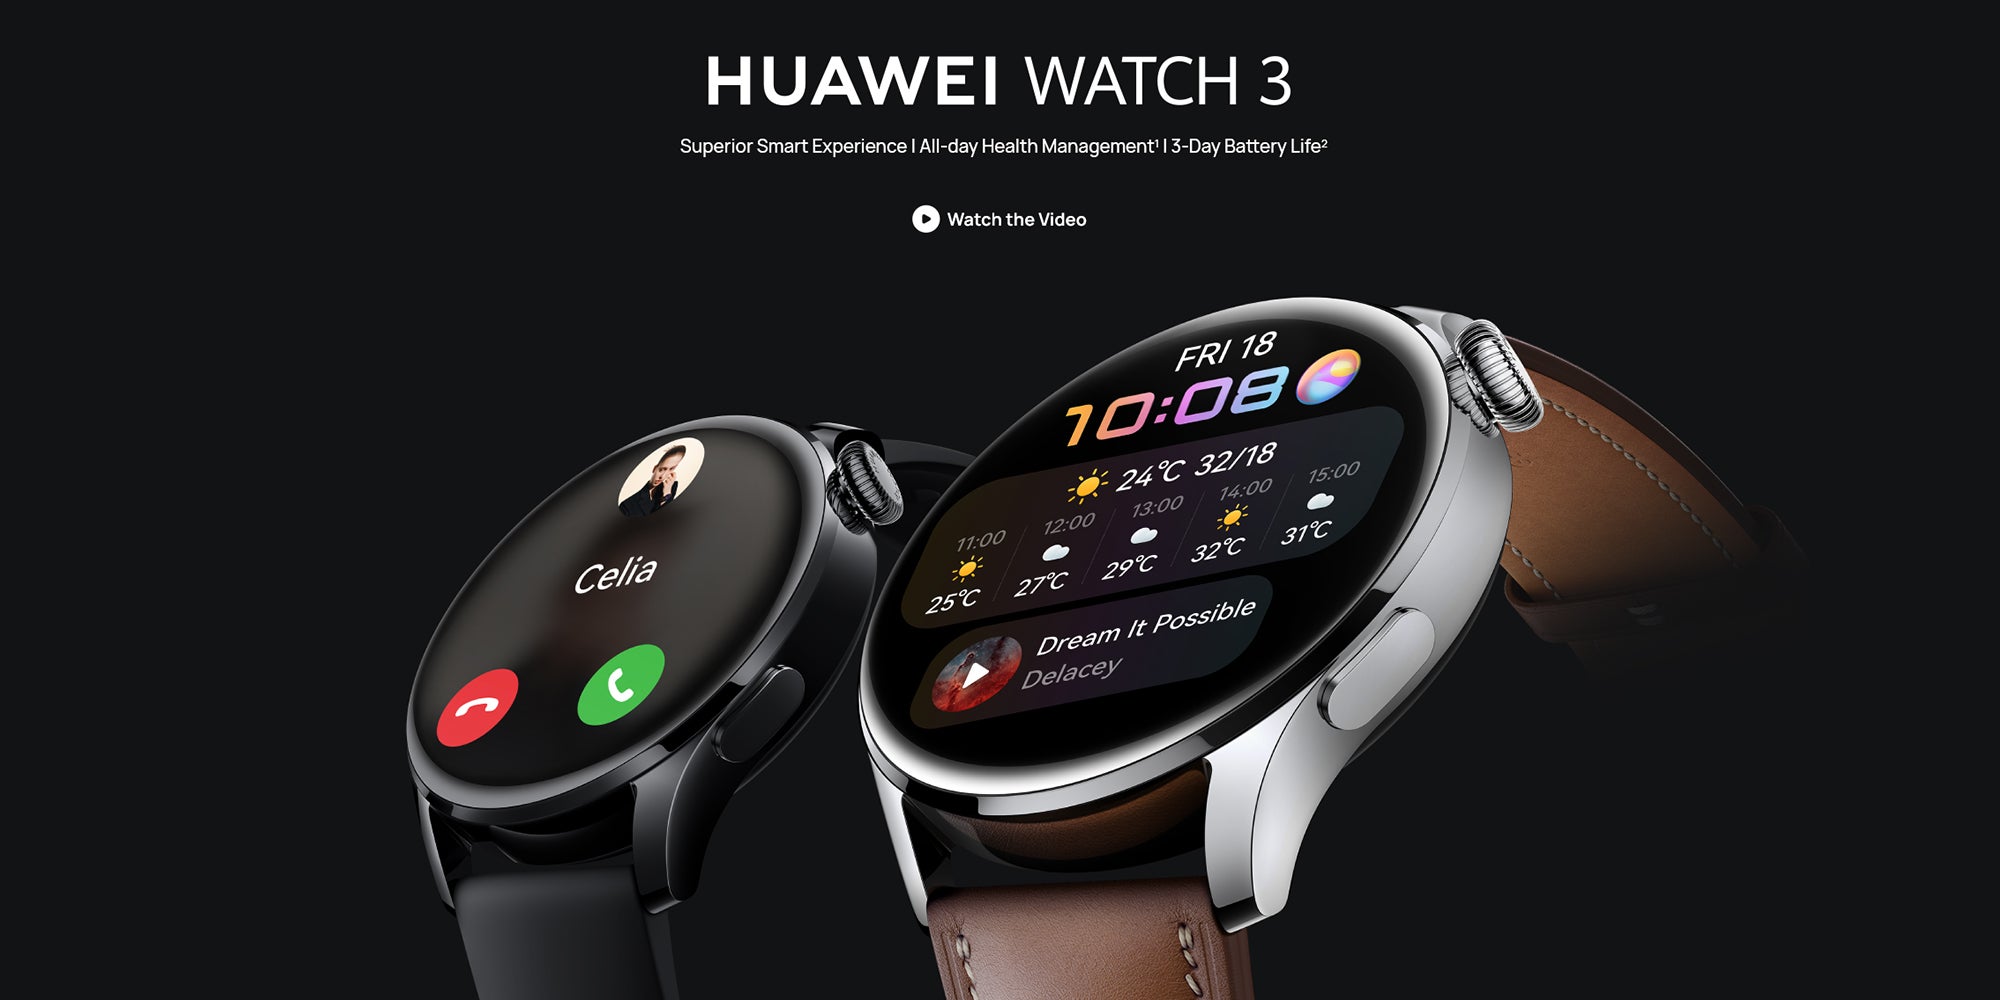 HUAWEI WATCH 3
Superior Smart Experience | All-day Health Management¹ | 3-Day Battery Life²
Watch the Video
Celia
FRI 18
10:08
24℃ 32/18
11:00 12:00 13:00 14:00 15:00
25℃ 27℃ 29℃ 32℃ 31℃
Dream It Possible
Delacey